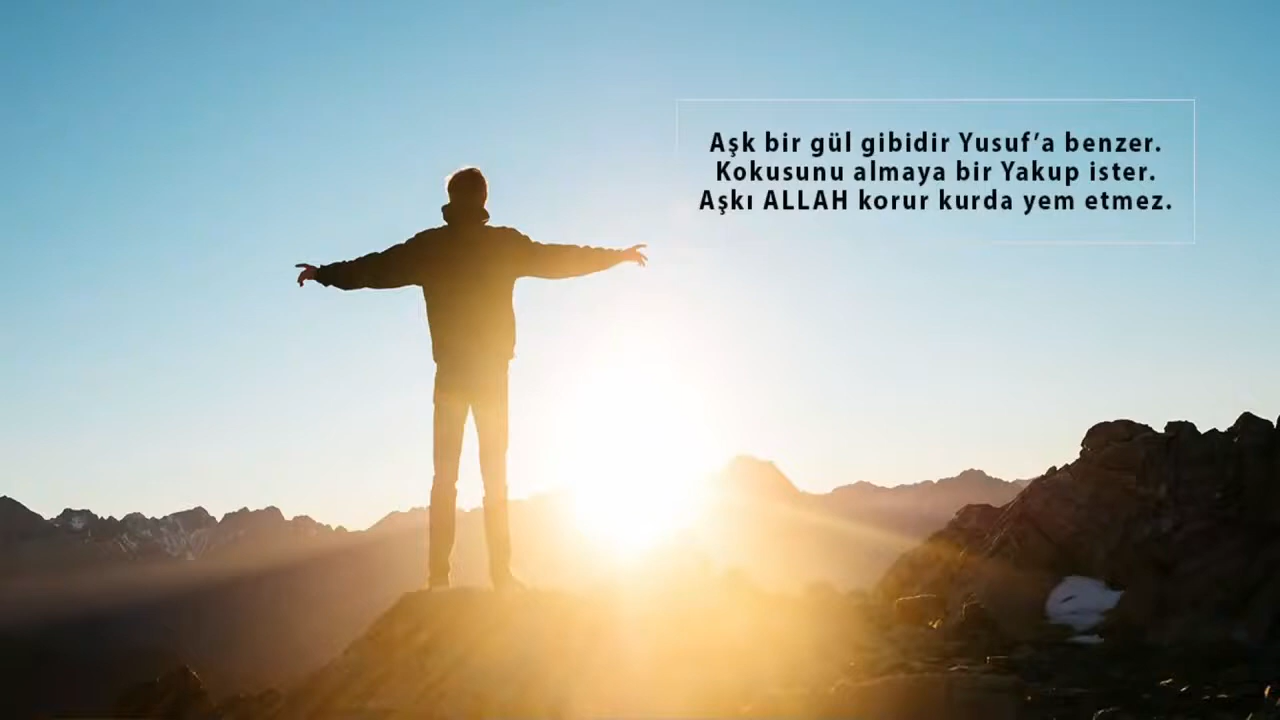 Aşk bir gül gibidir Yusuf’a benzer.
Kokusunu almaya bir Yakup ister.
Aşkı ALLAH korur kurda yem etmez.